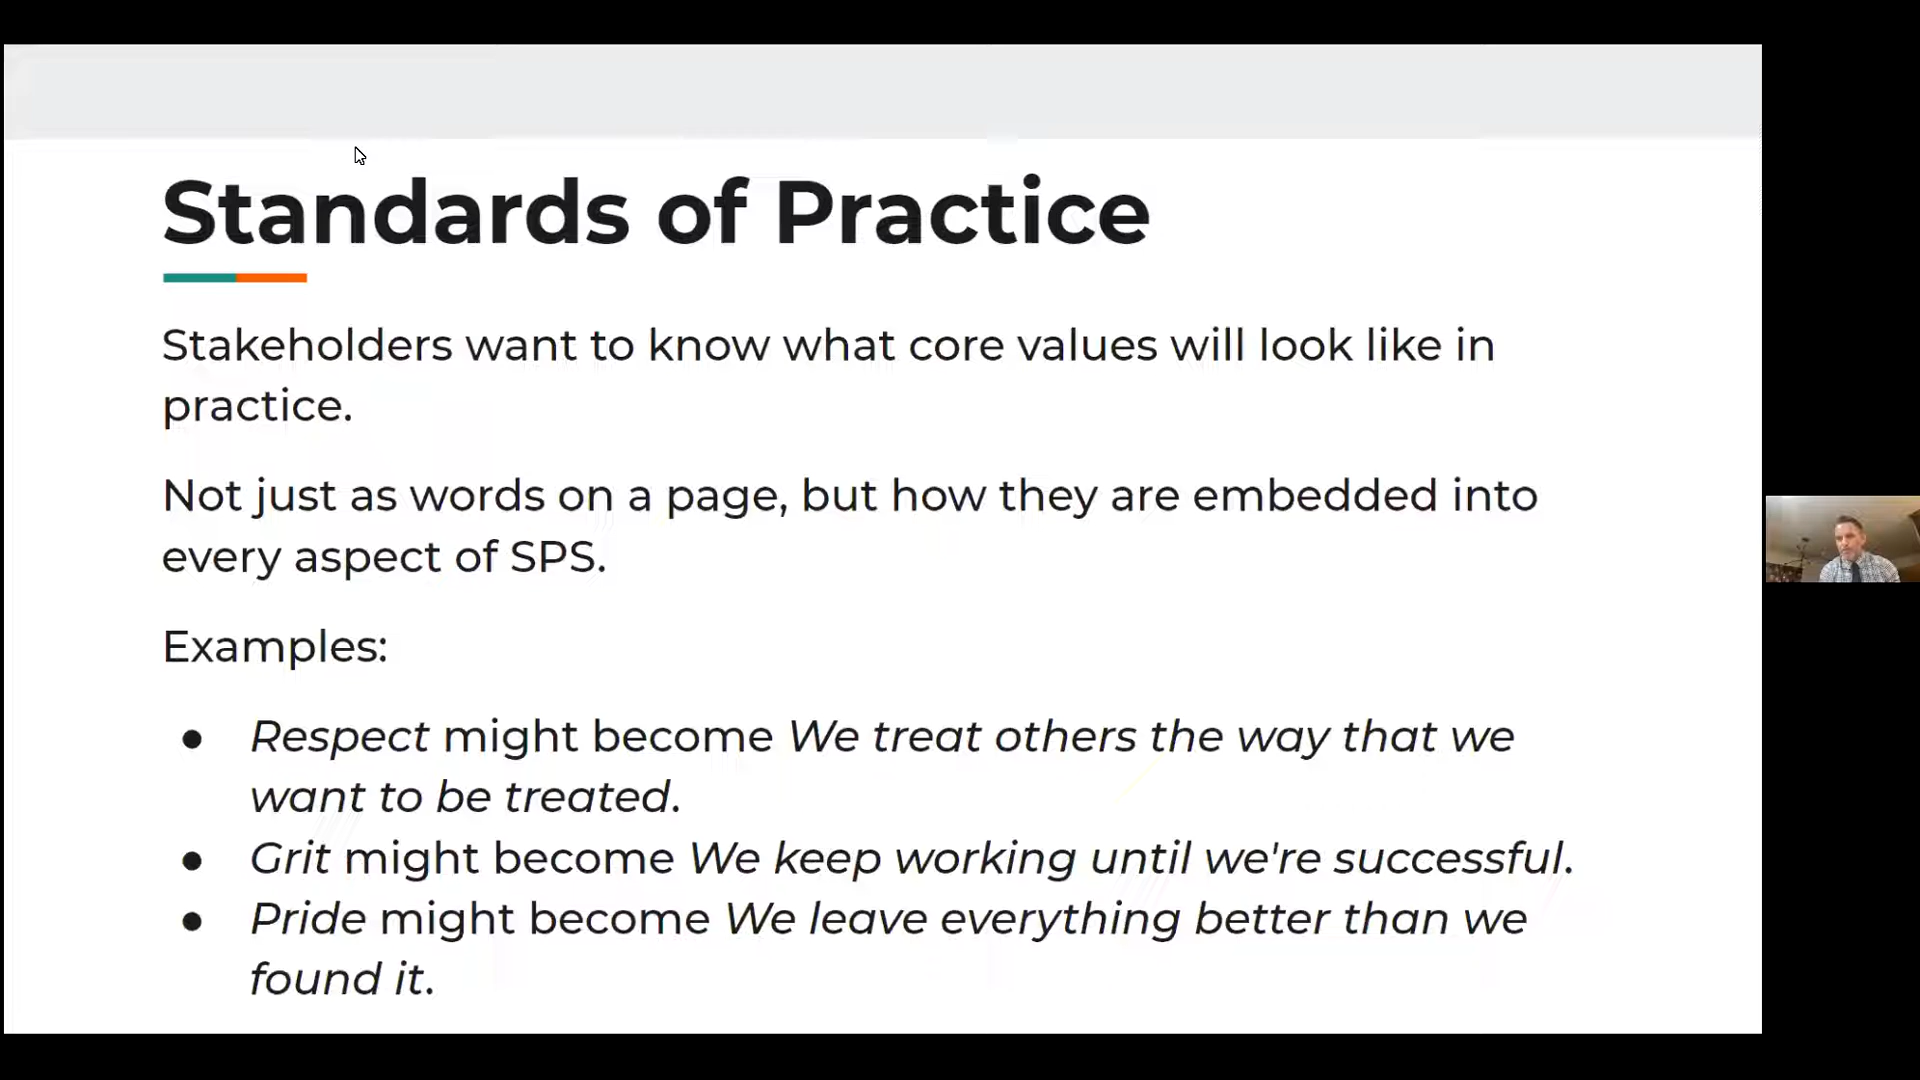 Standards of Practice
Stakeholders want to know what core values will look like in
practice.
Not just as words on a page, but how they are embedded into
every aspect of SPS.
Examples:
● Respect might become We treat others the way that we
want to be treated.
● Grit might become We keep working until we're successful.
● Pride might become We leave everything better than we
found it.